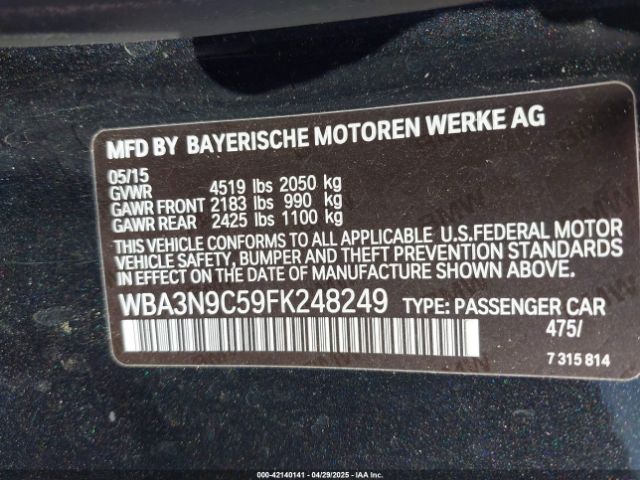 MFD BY BAYERISCHE MOTOREN WERKE AG
05/15
GVWR 4519 lbs 2050 kg
GAWR FRONT 2183 lbs 990 kg
GAWR REAR 2425 lbs 1100 kg
THIS VEHICLE CONFORMS TO ALL APPLICABLE U.S.FEDERAL MOTOR
VEHICLE SAFETY, BUMPER AND THEFT PREVENTION STANDARDS
IN EFFECT ON THE DATE OF MANUFACTURE SHOWN ABOVE.
WBA3N9C59FK248249 TYPE: PASSENGER CAR
475/
7 315 814
000-42140141 - 04/29/2025 - IAAI, Inc.